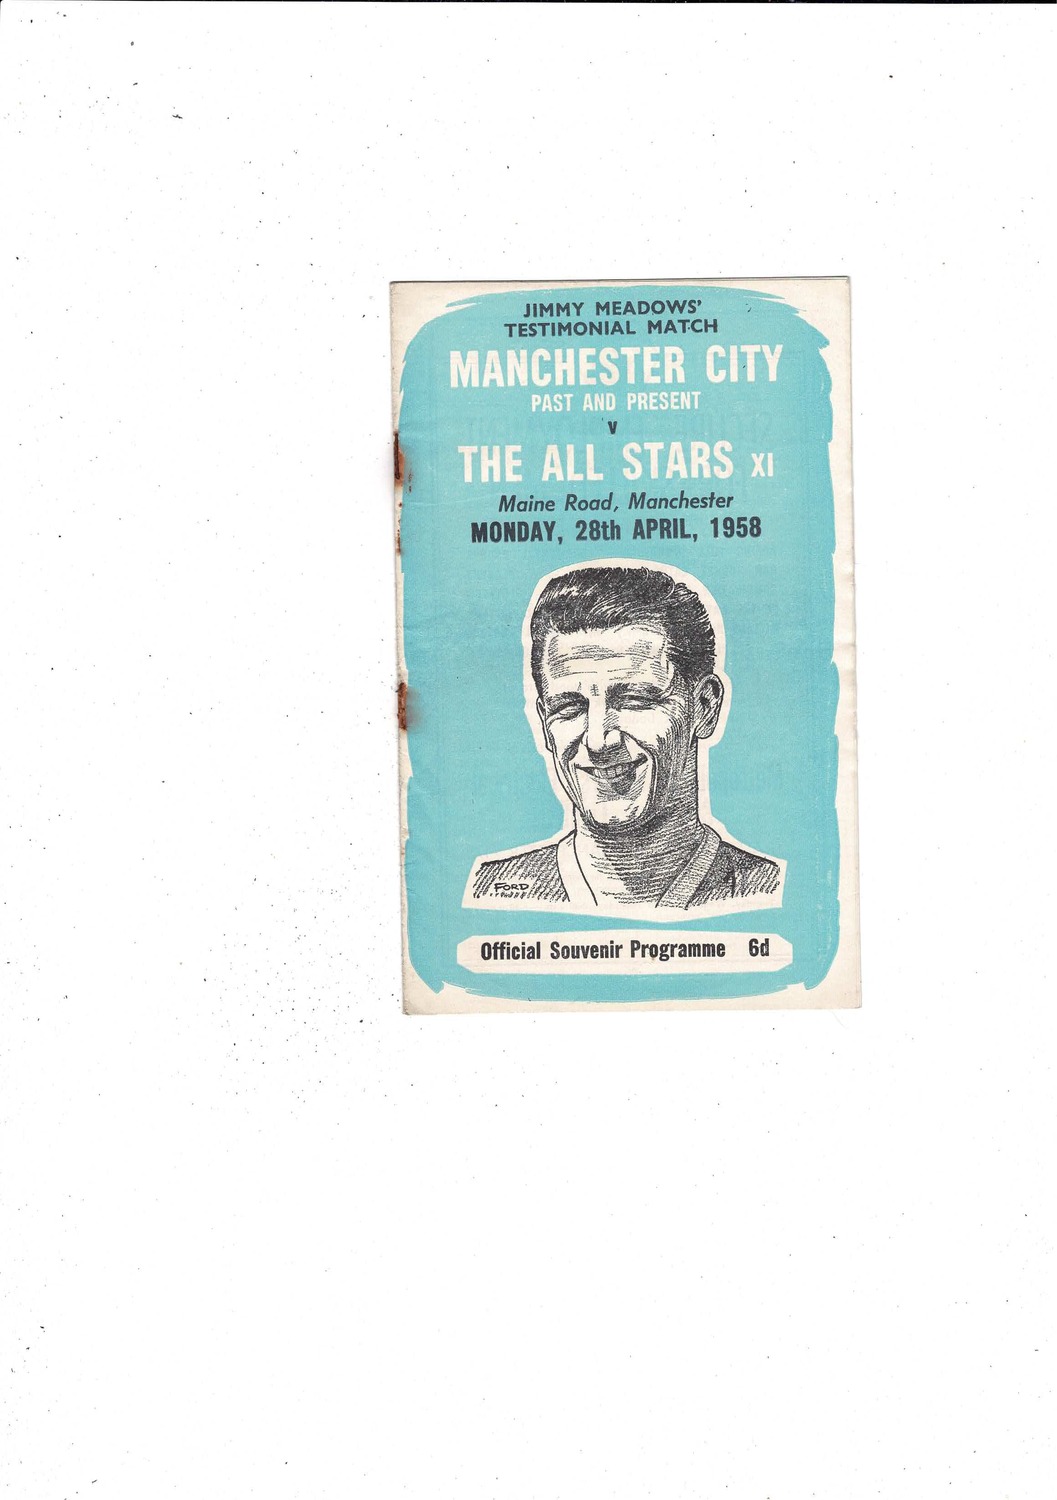 JIMMY MEADOWS'
TESTIMONIAL MATCH
MANCHESTER CITY
PAST AND PRESENT
v
THE ALL STARS XI
Maine Road, Manchester
MONDAY, 28th APRIL, 1958
FORD
Official Souvenir Programme 6d